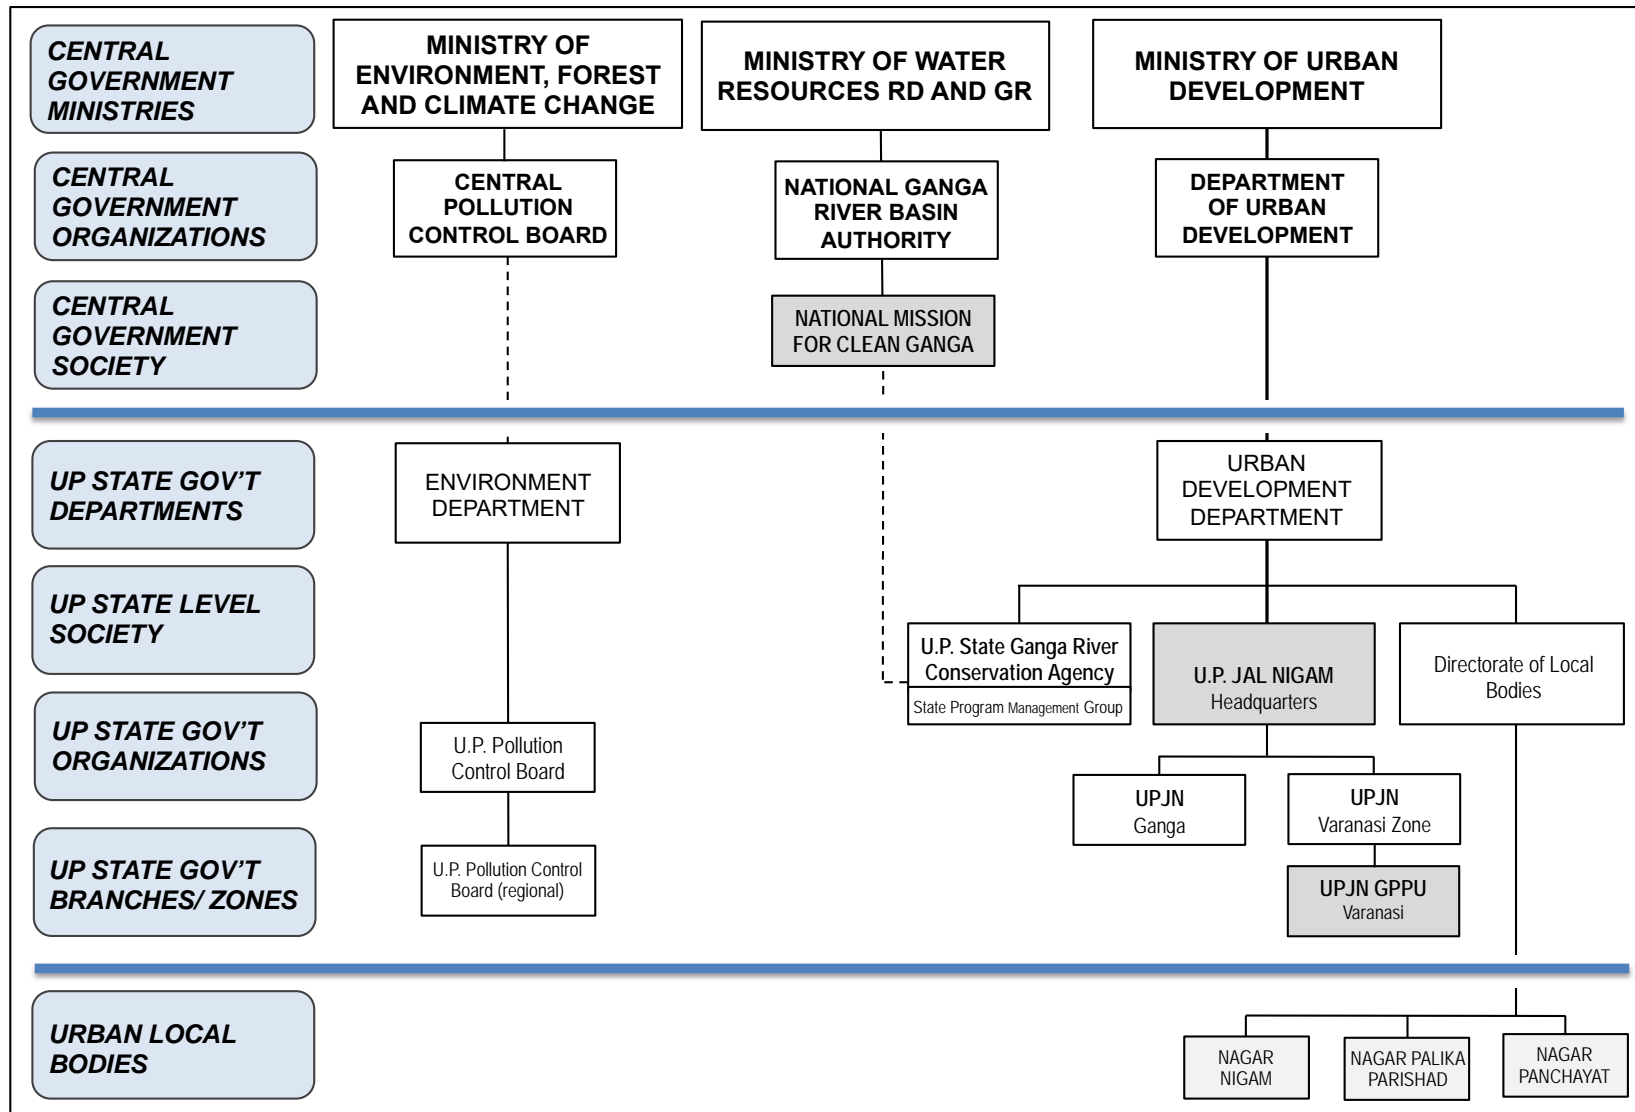 CENTRAL
GOVERNMENT
MINISTRIES
MINISTRY OF
ENVIRONMENT, FOREST
AND CLIMATE CHANGE
MINISTRY OF WATER
RESOURCES RD AND GR
MINISTRY OF URBAN
DEVELOPMENT
CENTRAL
GOVERNMENT
ORGANIZATIONS
CENTRAL
POLLUTION
CONTROL BOARD
NATIONAL GANGA
RIVER BASIN
AUTHORITY
DEPARTMENT
OF URBAN
DEVELOPMENT
CENTRAL
GOVERNMENT
SOCIETY
NATIONAL MISSION
FOR CLEAN GANGA
UP STATE GOV'T
DEPARTMENTS
ENVIRONMENT
DEPARTMENT
URBAN
DEVELOPMENT
DEPARTMENT
UP STATE LEVEL
SOCIETY
U.P. State Ganga River
Conservation Agency
State Program Management Group
U.P. JAL NIGAM
Headquarters
Directorate of Local
Bodies
UP STATE GOV'T
ORGANIZATIONS
U.P. Pollution
Control Board
UPJN
Ganga
UPJN
Varanasi Zone
UP STATE GOV'T
BRANCHES/ ZONES
U.P. Pollution Control
Board (regional)
UPJN GPPU
Varanasi
URBAN LOCAL
BODIES
NAGAR
NIGAM
NAGAR PALIKA
PARISHAD
NAGAR
PANCHAYAT